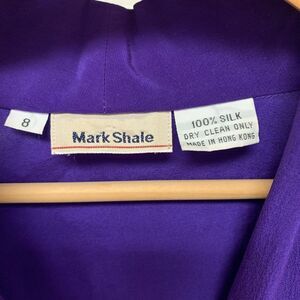 8
Mark Shale
100% SILK
DRY CLEAN ONLY
MADE IN HONG KONG